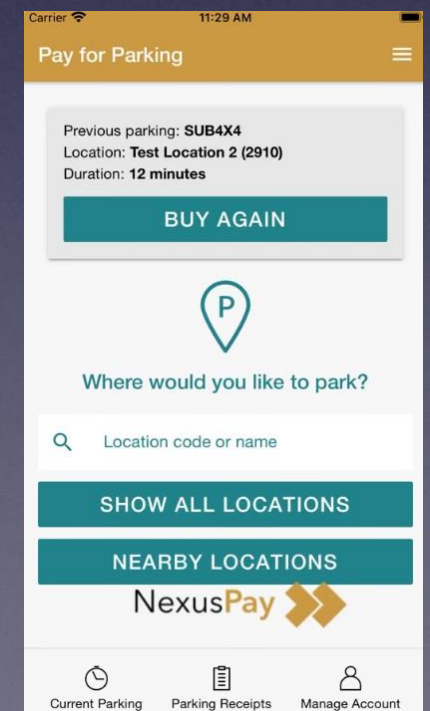 Carrier 11:29 AM
Pay for Parking
Previous parking: SUB4X4
Location: Test Location 2 (2910)
Duration: 12 minutes
BUY AGAIN
P
Where would you like to park?
Location code or name
SHOW ALL LOCATIONS
NEARBY LOCATIONS
NexusPay
Current Parking Parking Receipts Manage Account